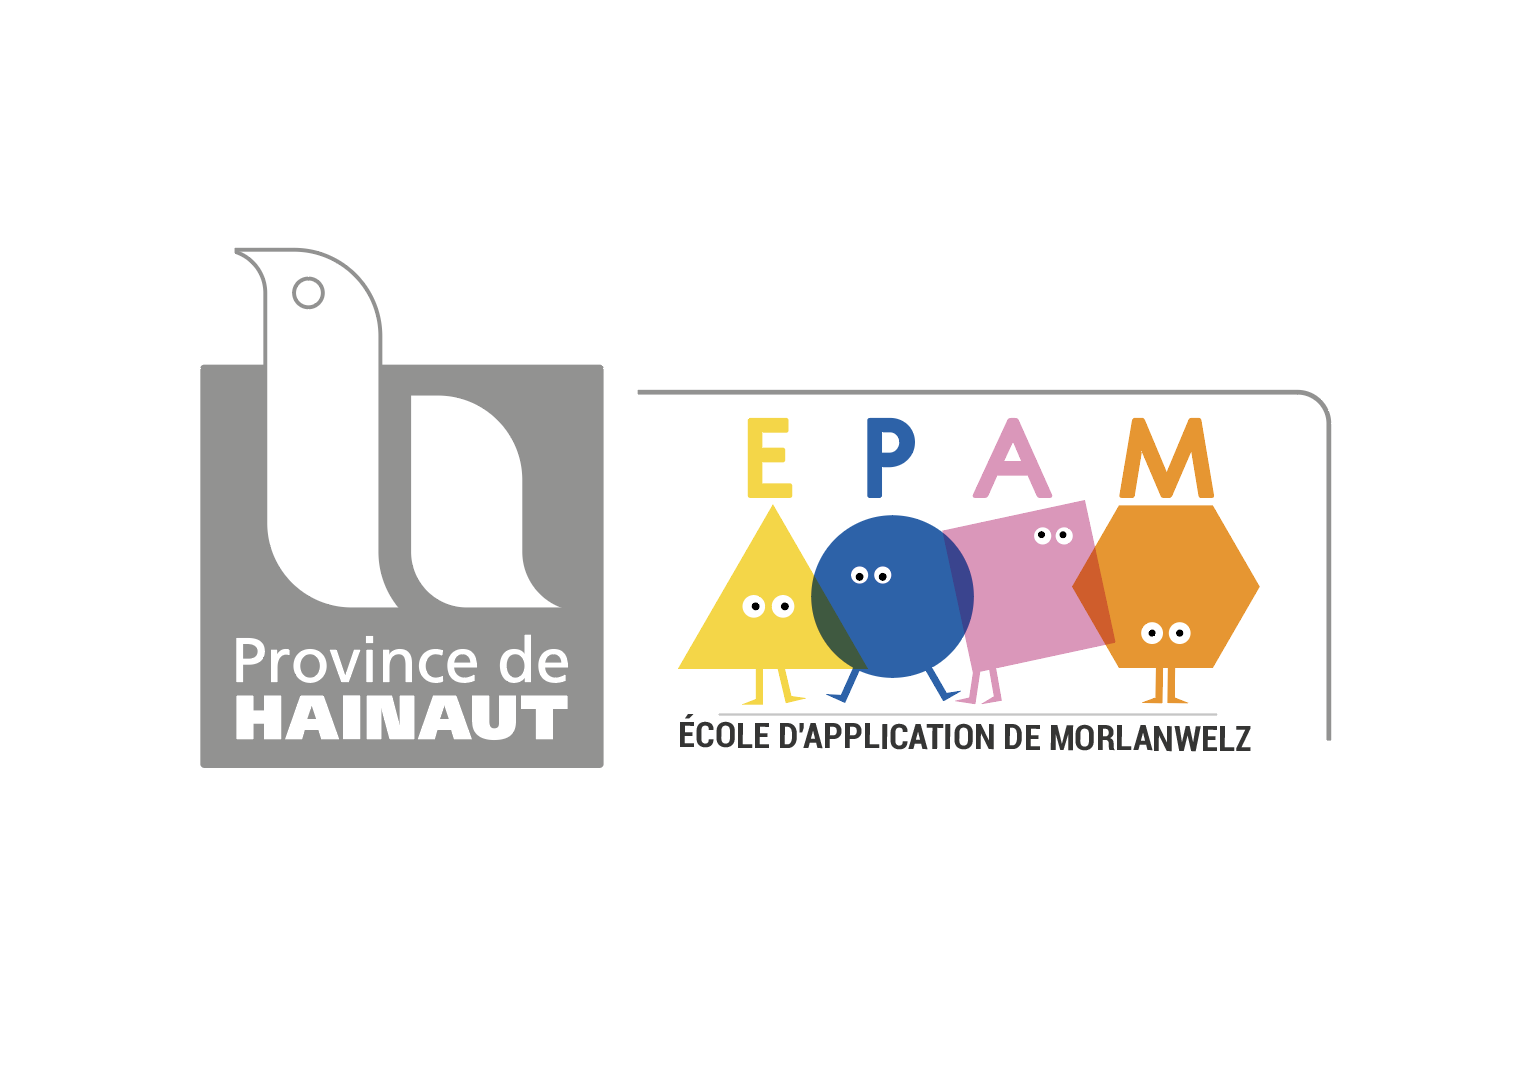 Province de
HAINAUT
EPAM
ÉCOLE D'APPLICATION DE MORLANWELZ